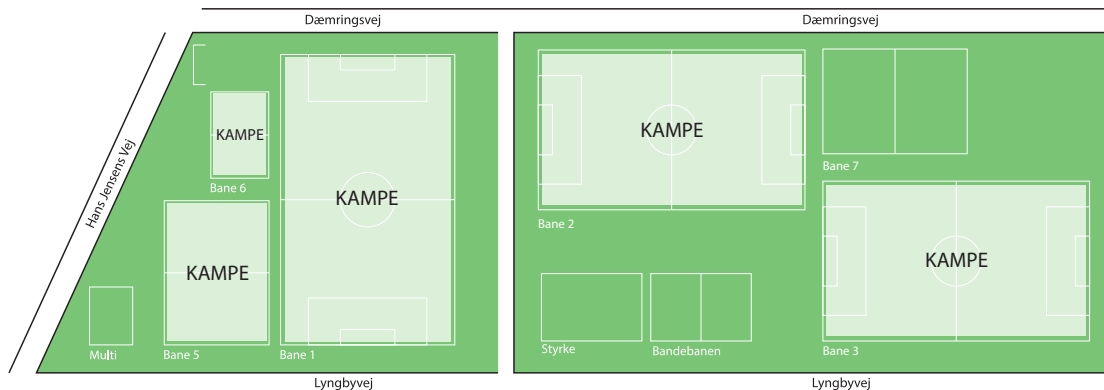 Dæmringsvej
Dæmringsvej
Hans Jensens Vej
KAMPE
Bane 6
KAMPE
KAMPE
Bane 5
Multi
Bane 1
KAMPE
Bane 2
Bane 7
KAMPE
Bane 3
Styrke
Bandebanen
Lyngbyvej
Lyngbyvej